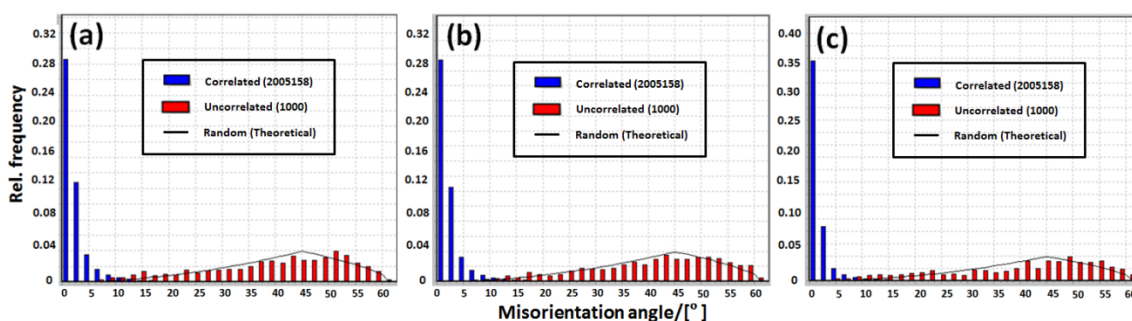 (a)
(b)
(c)
Rel. frequency
0.32
0.28
0.24
0.20
0.16
0.12
0.08
0.04
0
Correlated (2005158)
Uncorrelated (1000)
Random (Theoretical)
0 5 10 15 20 25 30 35 40 45 50 55 60
0.32
0.28
0.24
0.20
0.16
0.12
0.08
0.04
0
Correlated (2005158)
Uncorrelated (1000)
Random (Theoretical)
0 5 10 15 20 25 30 35 40 45 50 55 60
0.40
0.35
0.30
0.25
0.20
0.15
0.10
0.05
0
Correlated (2005158)
Uncorrelated (1000)
Random (Theoretical)
0 5 10 15 20 25 30 35 40 45 50 55 60
Misorientation angle/[°]